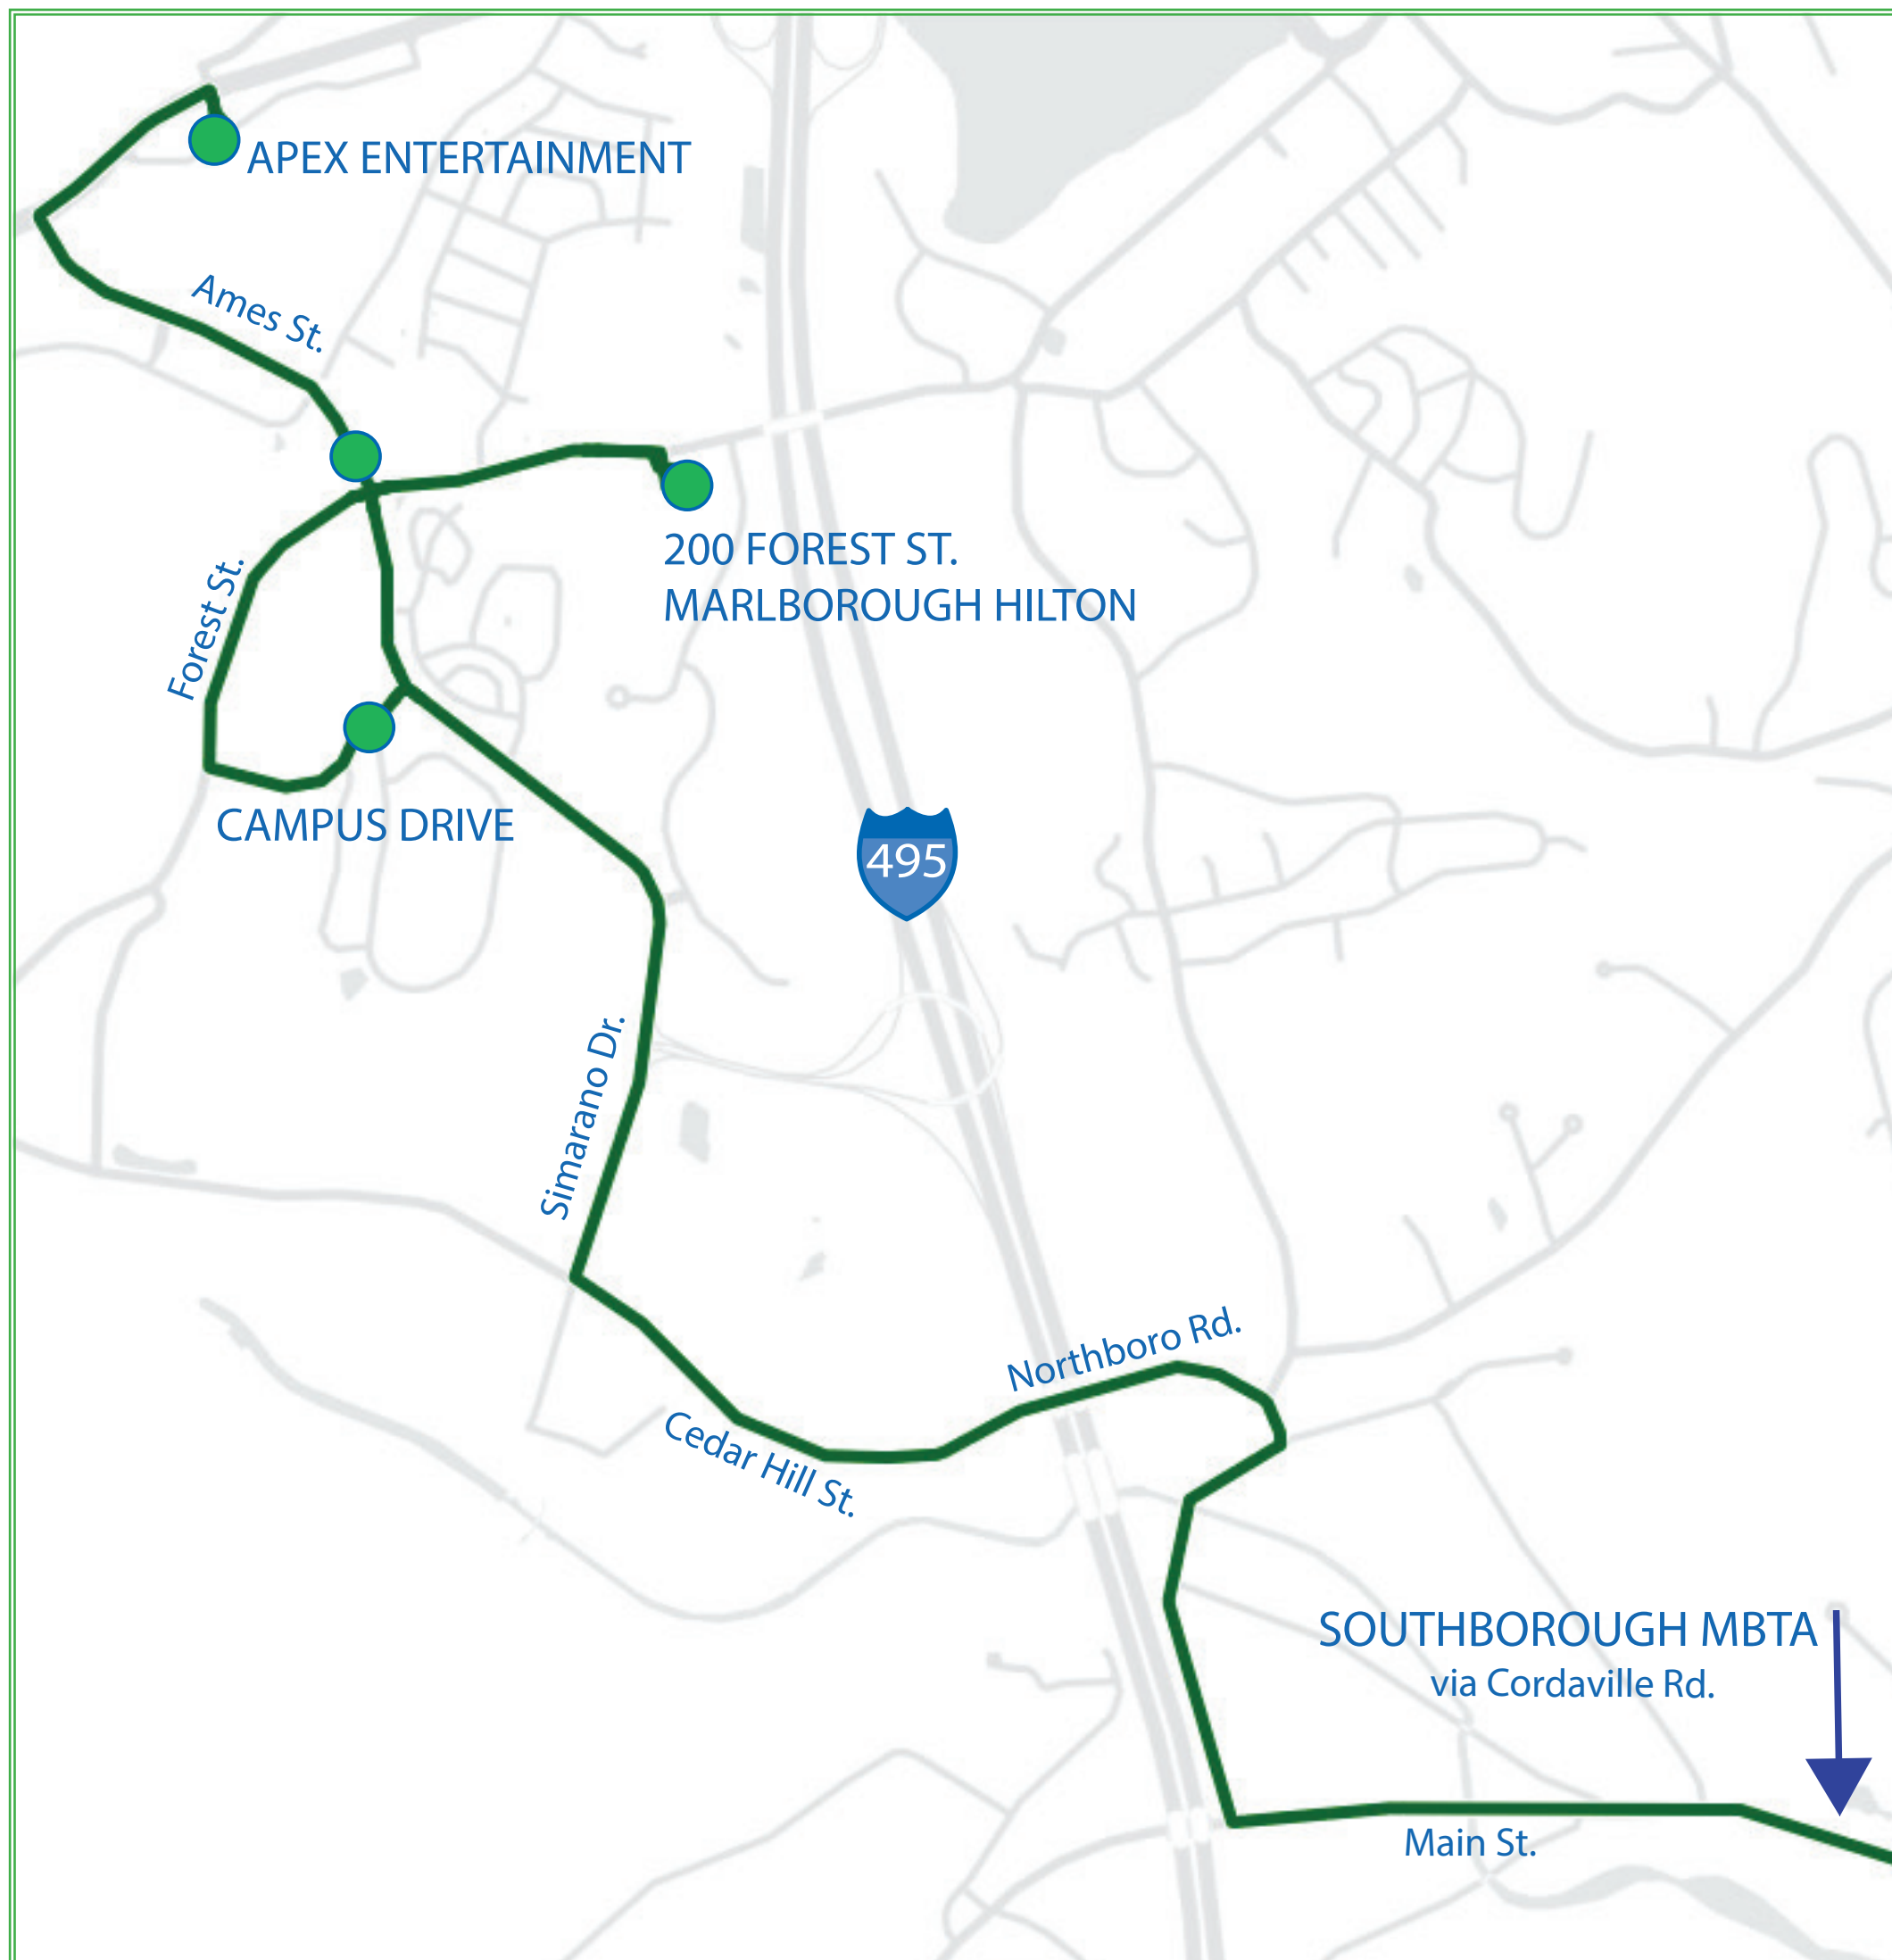 APEX ENTERTAINMENT
Ames St.
200 FOREST ST.
MARLBOROUGH HILTON
Forest St.
CAMPUS DRIVE
495
Simarano Dr.
Northboro Rd.
Cedar Hill St.
SOUTHBOROUGH MBTA
via Cordaville Rd.
Main St.